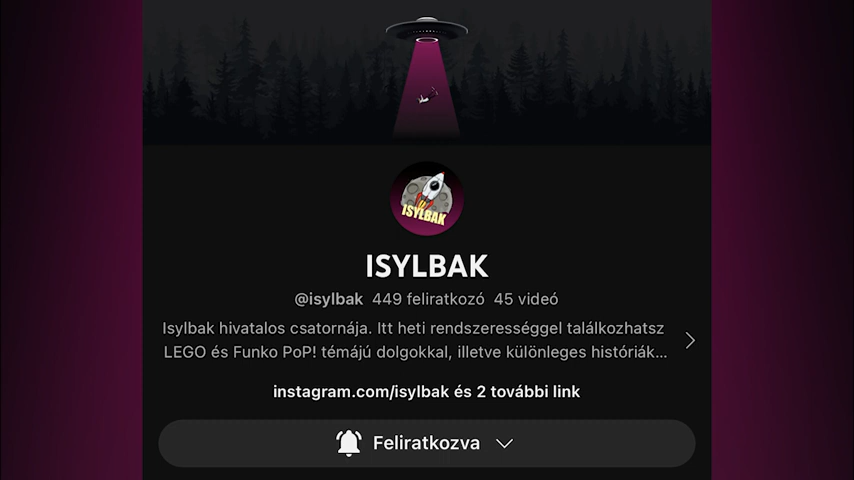 ISYLBAK
ISYLBAK
@isylbak 449 feliratkozó 45 videó
Isylbak hivatalos csatornája. Itt heti rendszerességgel találkozhatsz
LEGO és Funko PoP! témájú dolgokkal, illetve különleges históriák...
instagram.com/isylbak és 2 további link
Feliratkozva